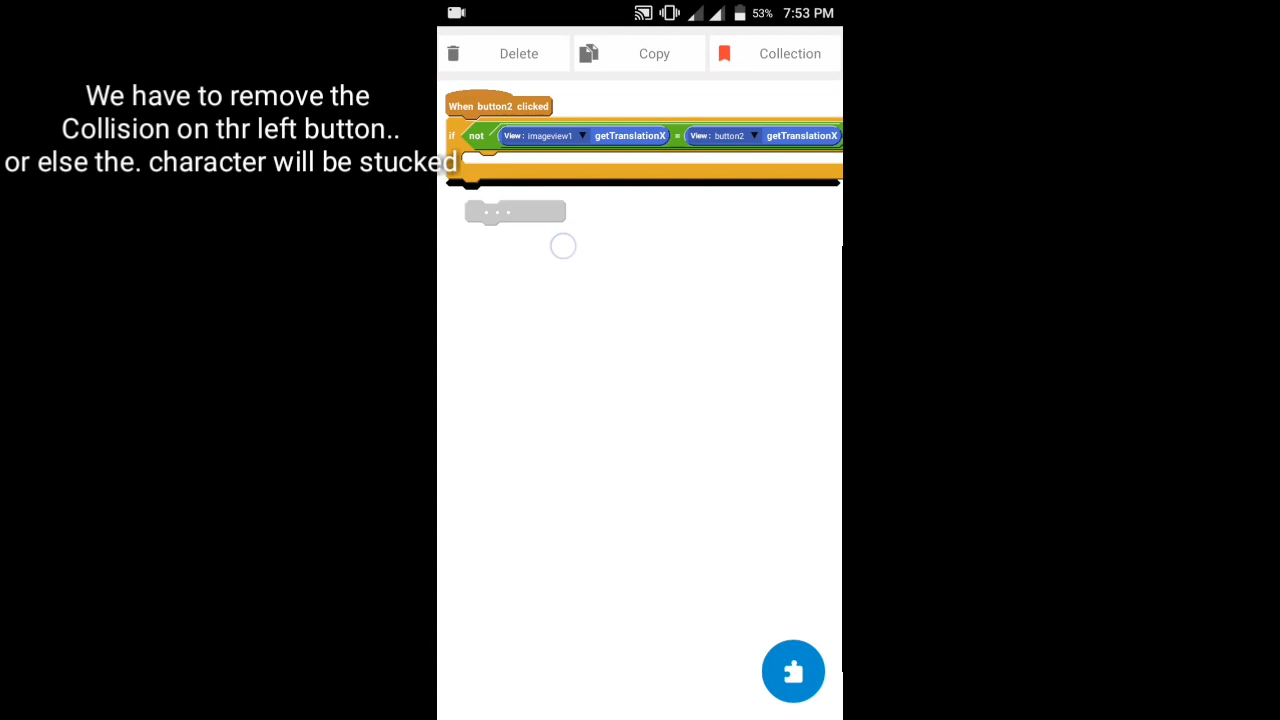 53% 7:53 PM
Delete Copy Collection
We have to remove the
Collision on thr left button..
or else the. character will be stucked
When button2 clicked
if not View: imageview1 getTranslationX = View: button2 getTranslationX